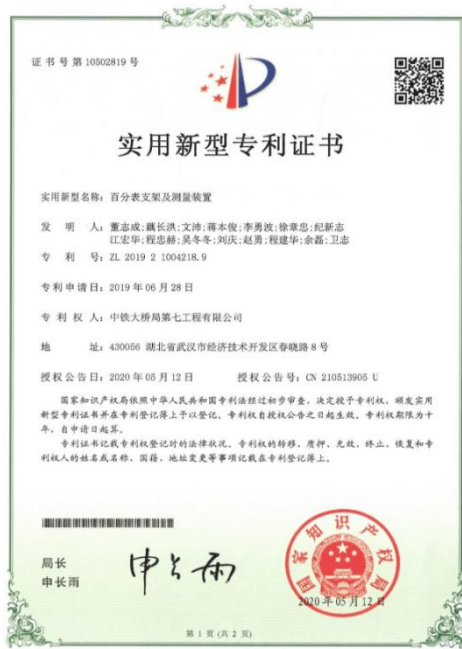 证书号第10502819号
实用新型专利证书
实用新型名称：百分表支架及测量装置
发明人：董志成;藕长洪;文沛;蒋本俊;李勇波;徐章忠;纪新志
江宏华;程忠赫;吴冬冬;刘庆;赵勇;程建华;余磊;卫志
专利号：ZL 2019 2 1004218.9
专利申请日：2019年06月28日
专利权人：中铁大桥局第七工程有限公司
地址：430056 湖北省武汉市经济技术开发区春晓路8号
授权公告日：2020年05月12日 授权公告号：CN 210513905 U
国家知识产权局依照中华人民共和国专利法经过初步审查，决定授予专利权，颁发实用
新型专利证书并在专利登记簿上予以登记。专利权自授权公告之日起生效。专利权期限为十
年，自申请日起算。
专利证书记载专利权登记时的法律状况。专利权的转移、质押、无效、终止、恢复和专
利权人的姓名或名称、国籍、地址变更等事项记载在专利登记簿上。
局长
申长雨
申长雨
国家知识产权局
2020年05月12日
第1页(共2页)